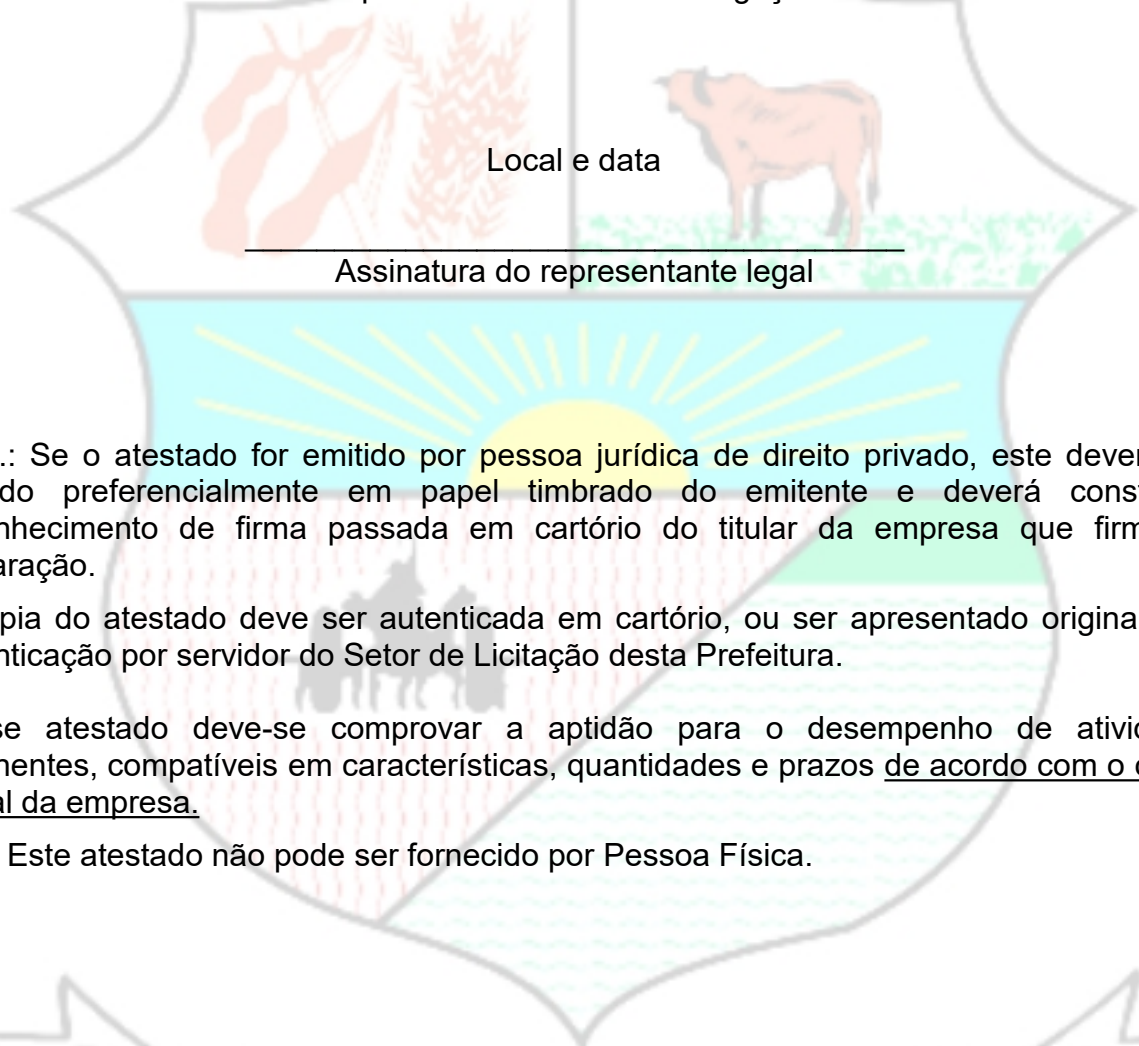 Local e data
Assinatura do representante legal
.: Se o atestado for emitido por pessoa jurídica de direito privado, este dever
do preferencialmente em papel timbrado do emitente e deverá const
nhecimento de firma passada em cartório do titular da empresa que firm
aração.
pia do atestado deve ser autenticada em cartório, ou ser apresentado origina
nticação por servidor do Setor de Licitação desta Prefeitura.
se atestado deve-se comprovar a aptidão para o desempenho de ativi
nentes, compatíveis em características, quantidades e prazos de acordo com o
al da empresa.
Este atestado não pode ser fornecido por Pessoa Física.